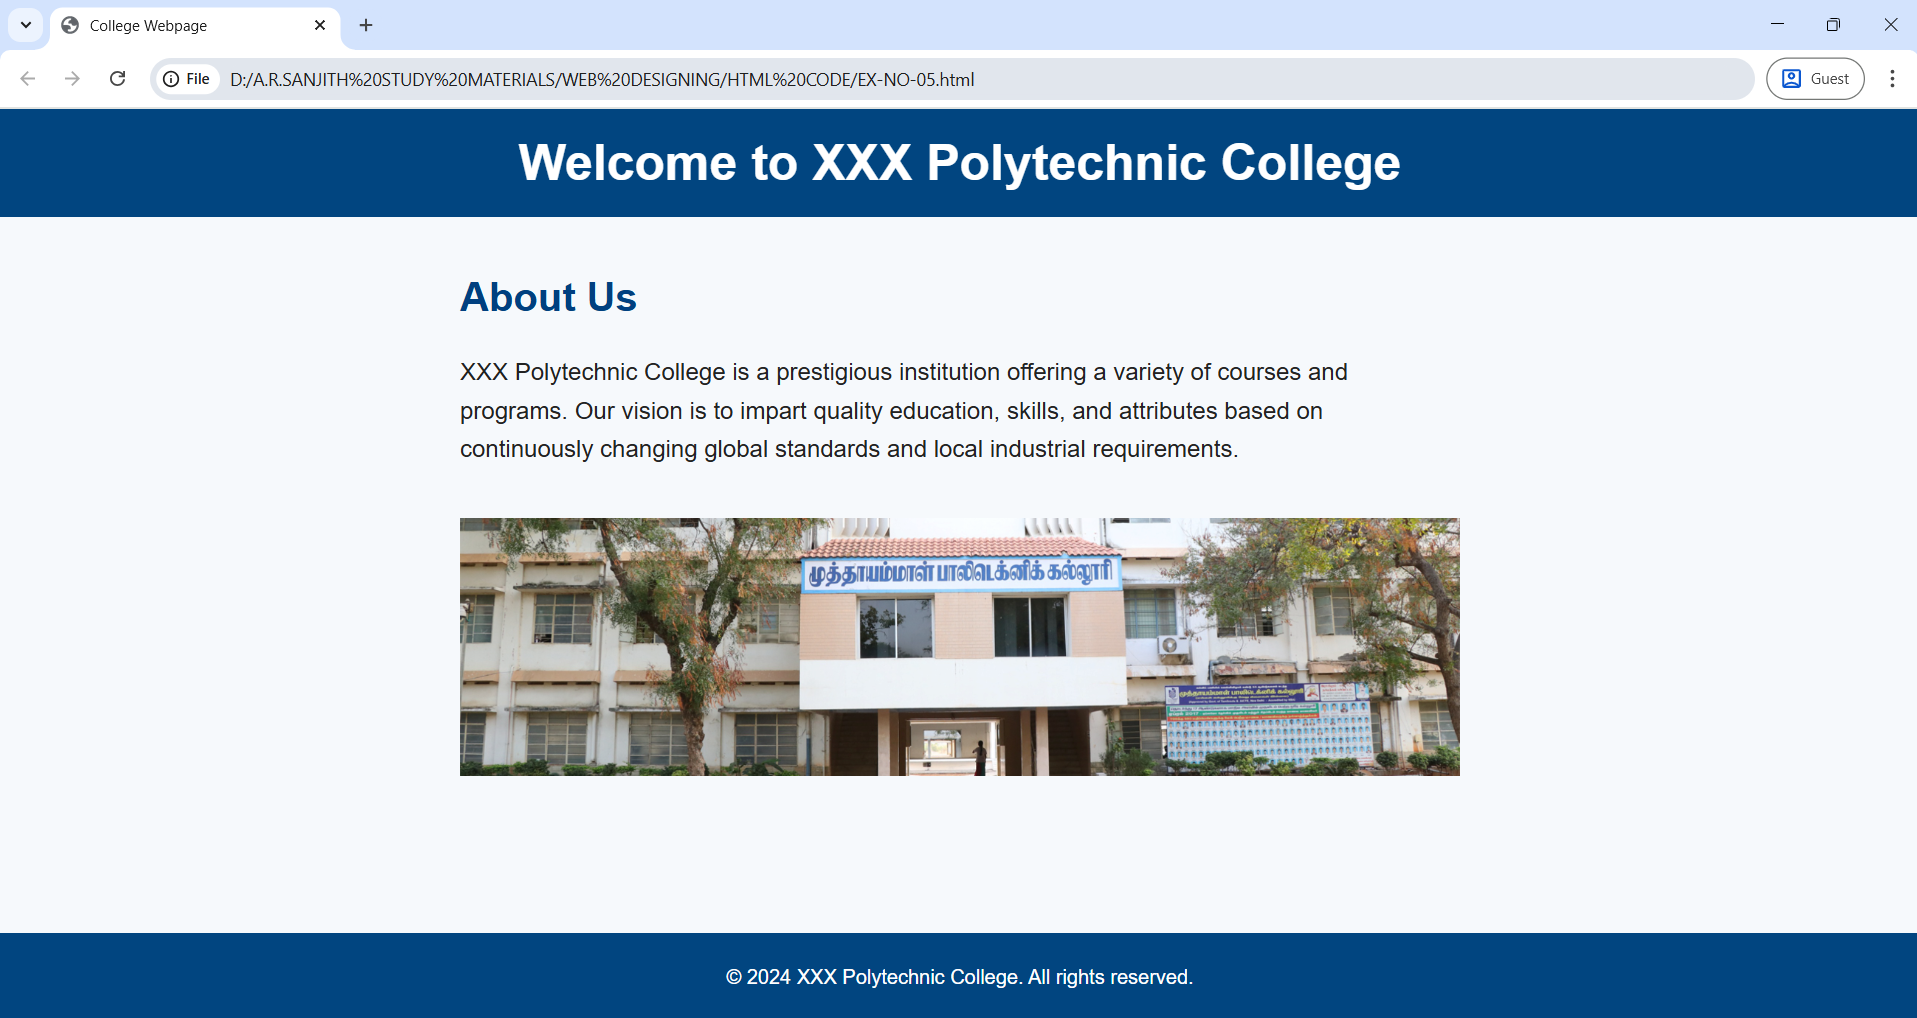 College Webpage
File
D:/A.R.SANJITH%20STUDY%20MATERIALS/WEB%20DESIGNING/HTML%20CODE/EX-NO-05.html
Guest
Welcome to XXX Polytechnic College
About Us
XXX Polytechnic College is a prestigious institution offering a variety of courses and
programs. Our vision is to impart quality education, skills, and attributes based on
continuously changing global standards and local industrial requirements.
முத்தாயம்மாள் பாலிடெக்னிக் கல்லூரி
முத்தாயம்மாள் பாலிடெக்னிக் கல்லூரி
© 2024 XXX Polytechnic College. All rights reserved.